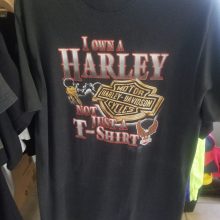 I OWN A
HARLEY
MOTOR
HARLEY-DAVIDSON
CYCLES
NOT
JUST A
T-SHIRT